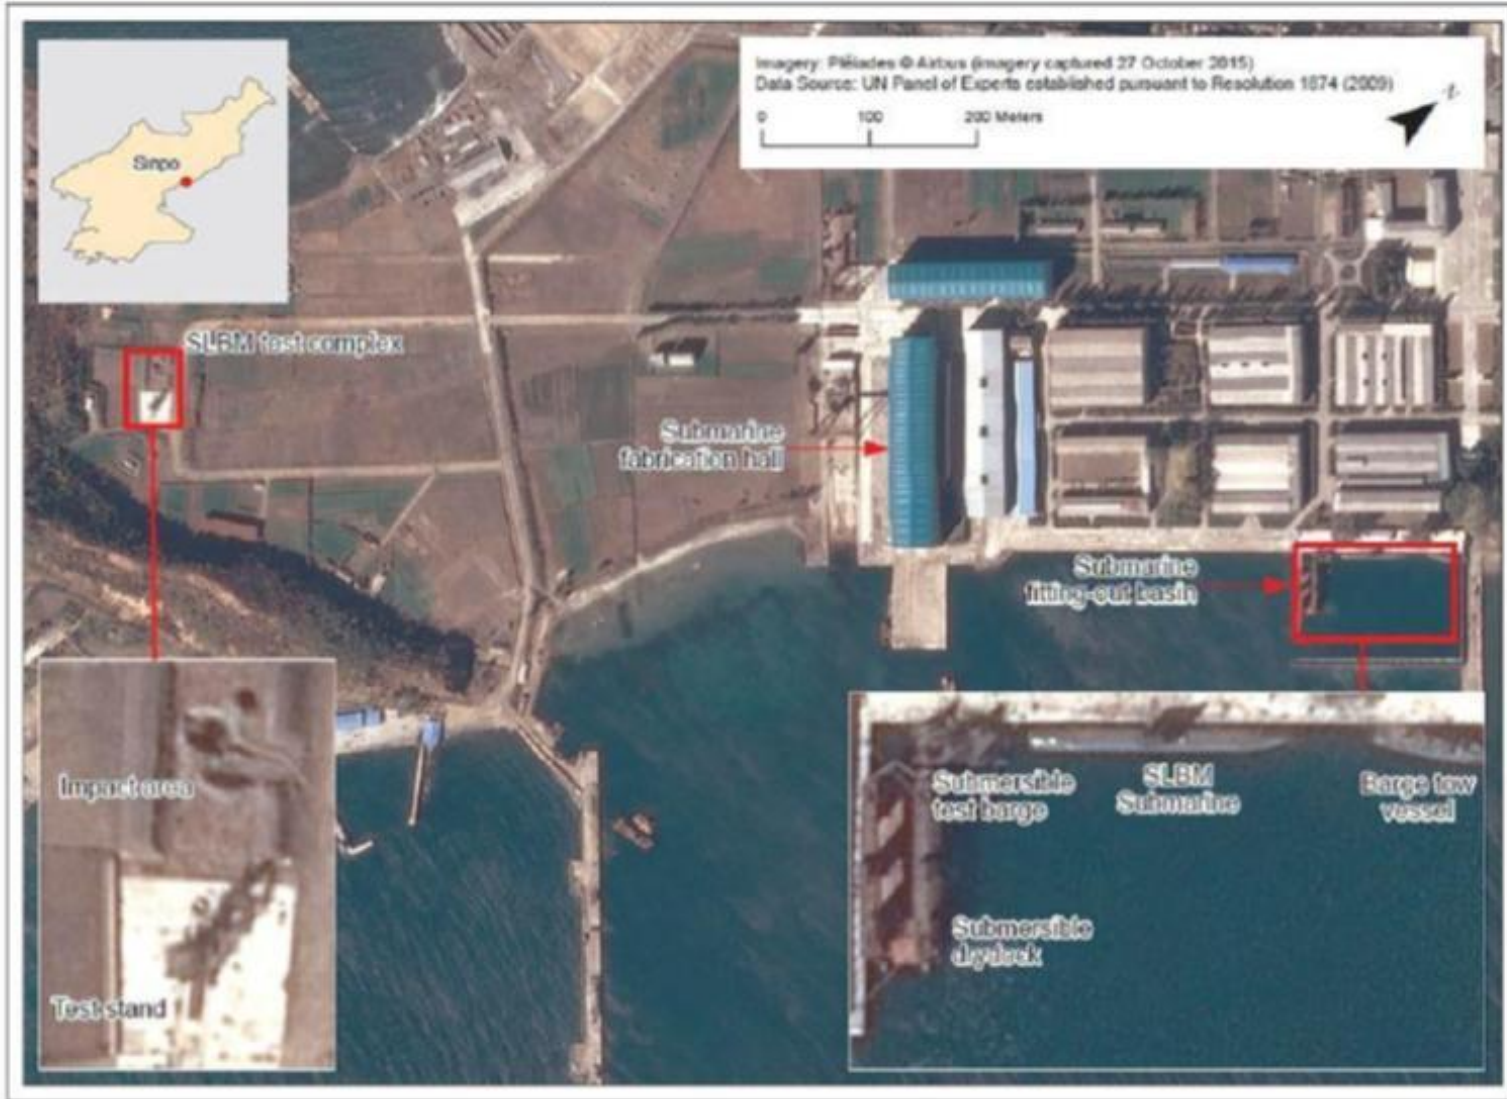 Imagery: Pléiades © Airbus (imagery captured 27 October 2015)
Data Source: UN Panel of Experts established pursuant to Resolution 1874 (2009)
0 100 200 Meters
Sinpo
SLBM test complex
Submarine
fabrication hall
Submarine
fitting-out basin
Impact area
Test stand
Submersible
test barge
SLBM
Submarine
Barge tow
vessel
Submersible
drydock